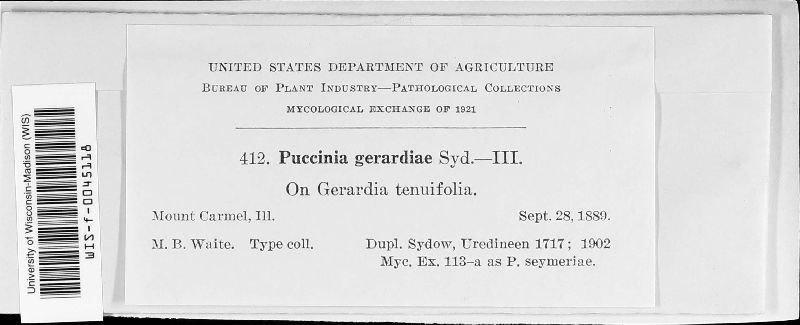 UNITED STATES DEPARTMENT OF AGRICULTURE
BUREAU OF PLANT INDUSTRY—PATHOLOGICAL COLLECTIONS
MYCOLOGICAL EXCHANGE OF 1921
412. Puccinia gerardiae Syd.—III.
On Gerardia tenuifolia.
Mount Carmel, Ill. Sept. 28, 1889.
M. B. Waite. Type coll. Dupl. Sydow, Uredineen 1717; 1902
Myc. Ex. 113-a as P. seymeriae.
University of Wisconsin-Madison (WIS)
WIS-f-0045118